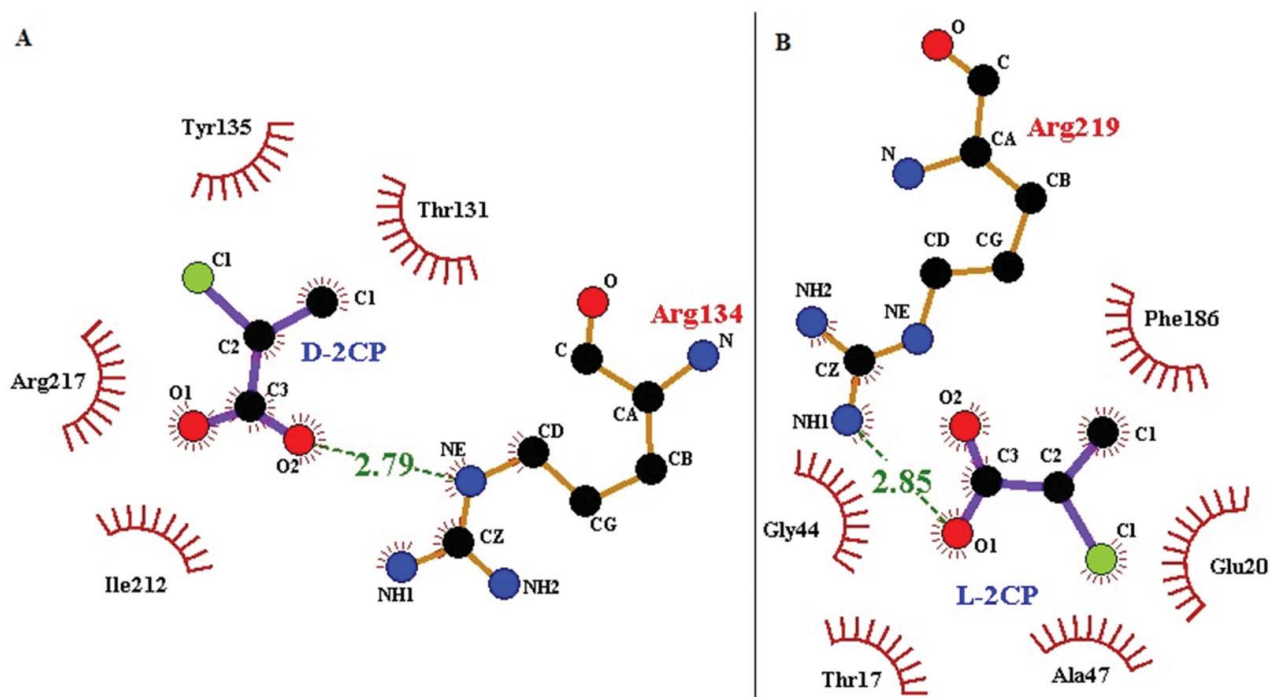 A
Tyr135
Thr131
Cl
C1
C2
D-2CP
Arg217
O1
C3
O2
2.79
Ile212
O
Arg134
N
C
CA
CD
NE
CB
CG
CZ
NH1
NH2
B
O
C
Arg219
CA
N
CB
CD
CG
NH2
NE
CZ
NH1
Phe186
O2
C1
C3
C2
2.85
Gly44
O1
Cl
Glu20
L-2CP
Thr17
Ala47